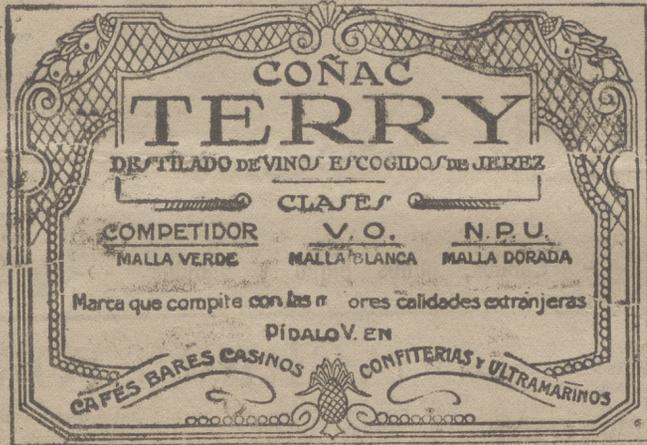 COÑAC
TERRY
DESTILADO DE VINOS ESCOGIDOS DE JEREZ
CLASES
COMPETIDOR V. O. N. P. U.
MALLA VERDE MALLA BLANCA MALLA DORADA
Marca que compite con las ores calidades extranjeras
PÍDALO V. EN
CAFÉS BARES CASINOS CONFITERIAS Y ULTRAMARINOS